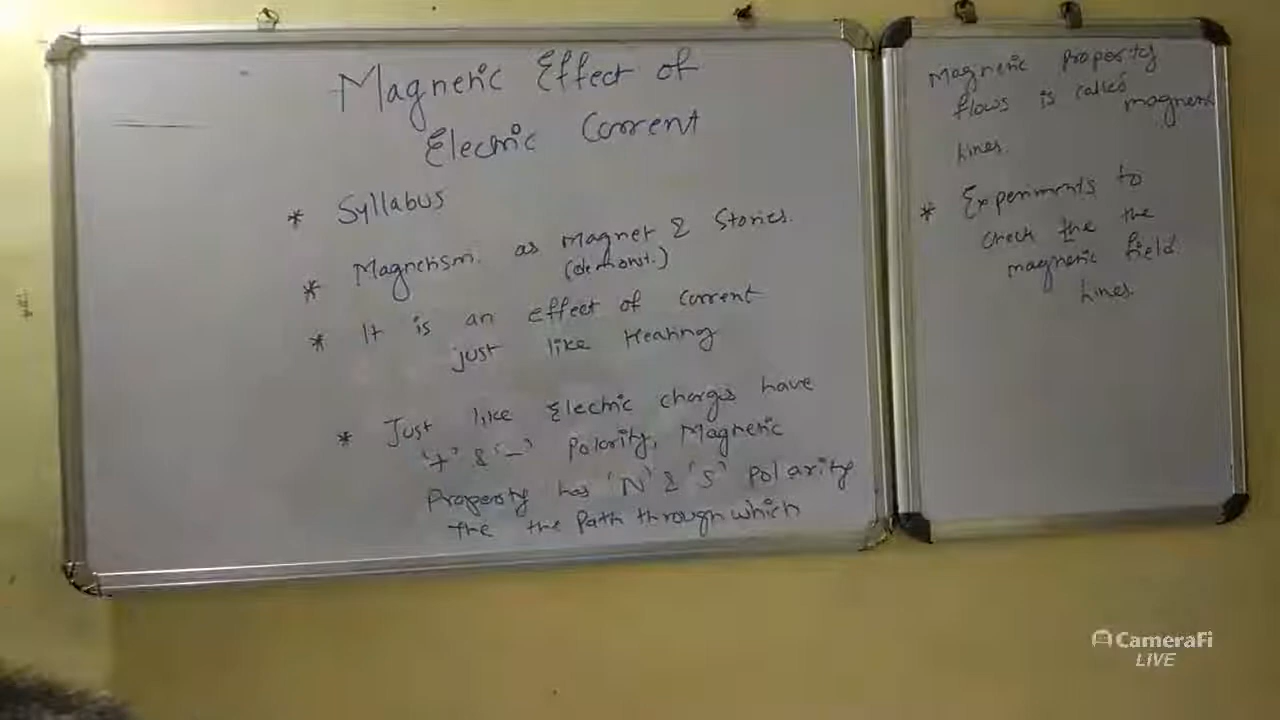 Magnetic Effect of
Electric Current
* Syllabus
* Magnetism. as magnet & Stories.
(demonst.)
* It is an effect of current
just like Heating
* Just like Electric charges have
'+' & '-' Polarity, Magnetic
Property has 'N' & 'S' Polarity
the the Path through which
Magnetic Property
flows is called magnetic
lines.
* Experiments to
check the the
magnetic field
lines.
CameraFi
LIVE